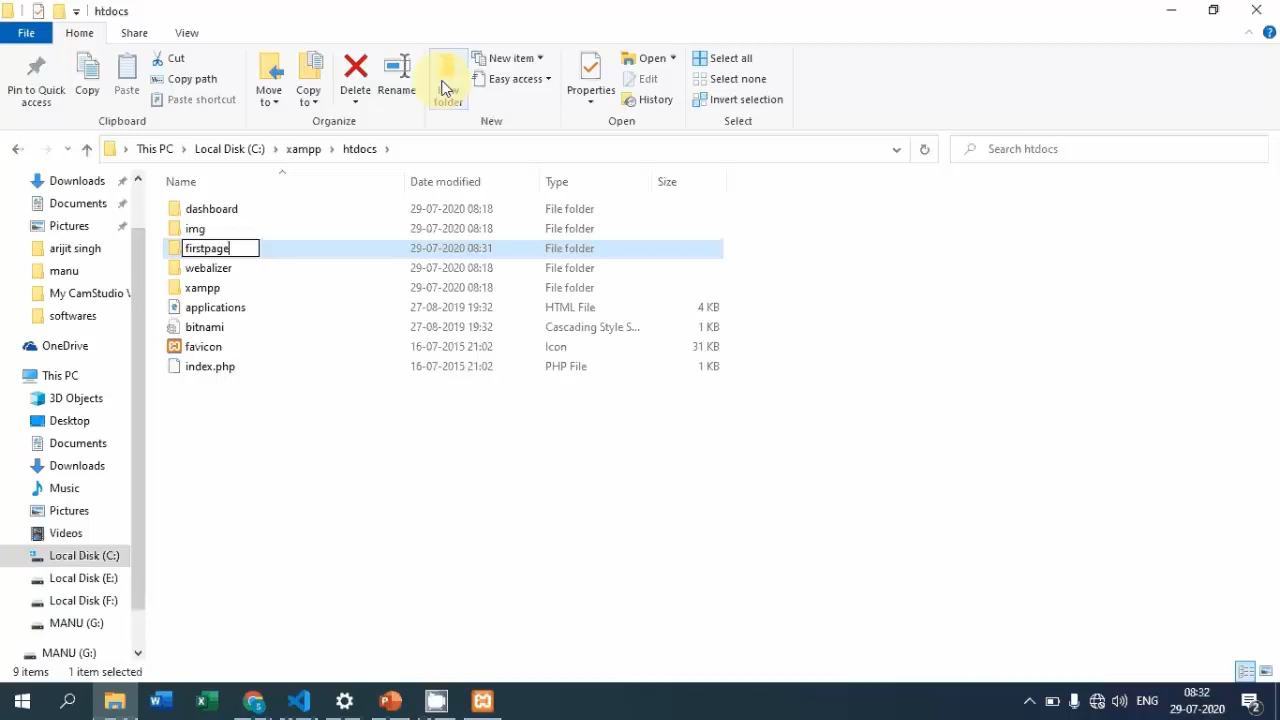 htdocs
File Home Share View
Pin to Quick access
Copy
Paste
Cut
Copy path
Paste shortcut
Clipboard
Move to
Copy to
Delete
Rename
Organize
folder
New item
Easy access
New
Properties
Open
Edit
History
Open
Select all
Select none
Invert selection
Select
This PC Local Disk (C:) xampp htdocs
Search htdocs
Downloads
Documents
Pictures
arijit singh
manu
My CamStudio V
softwares
OneDrive
This PC
3D Objects
Desktop
Documents
Downloads
Music
Pictures
Videos
Local Disk (C:)
Local Disk (E:)
Local Disk (F:)
MANU (G:)
MANU (G:)
Name Date modified Type Size
dashboard 29-07-2020 08:18 File folder
img 29-07-2020 08:18 File folder
firstpage 29-07-2020 08:31 File folder
webalizer 29-07-2020 08:18 File folder
xampp 29-07-2020 08:18 File folder
applications 27-08-2019 19:32 HTML File 4 KB
bitnami 27-08-2019 19:32 Cascading Style S... 1 KB
favicon 16-07-2015 21:02 Icon 31 KB
index.php 16-07-2015 21:02 PHP File 1 KB
9 items 1 item selected
ENG
08:32
29-07-2020
2